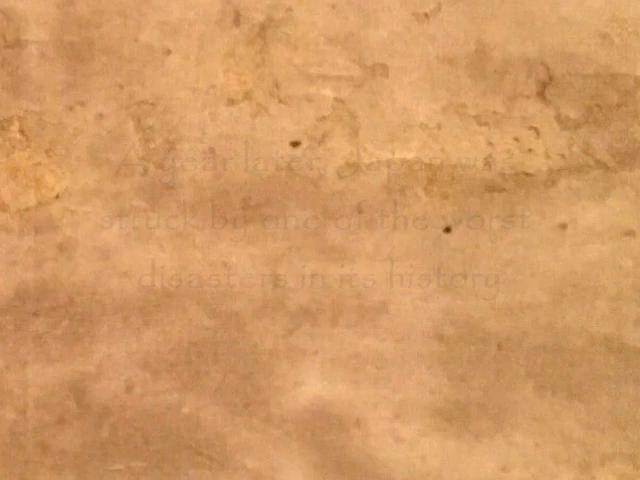 A year later, Japan was
struck by one of the worst
disasters in its history